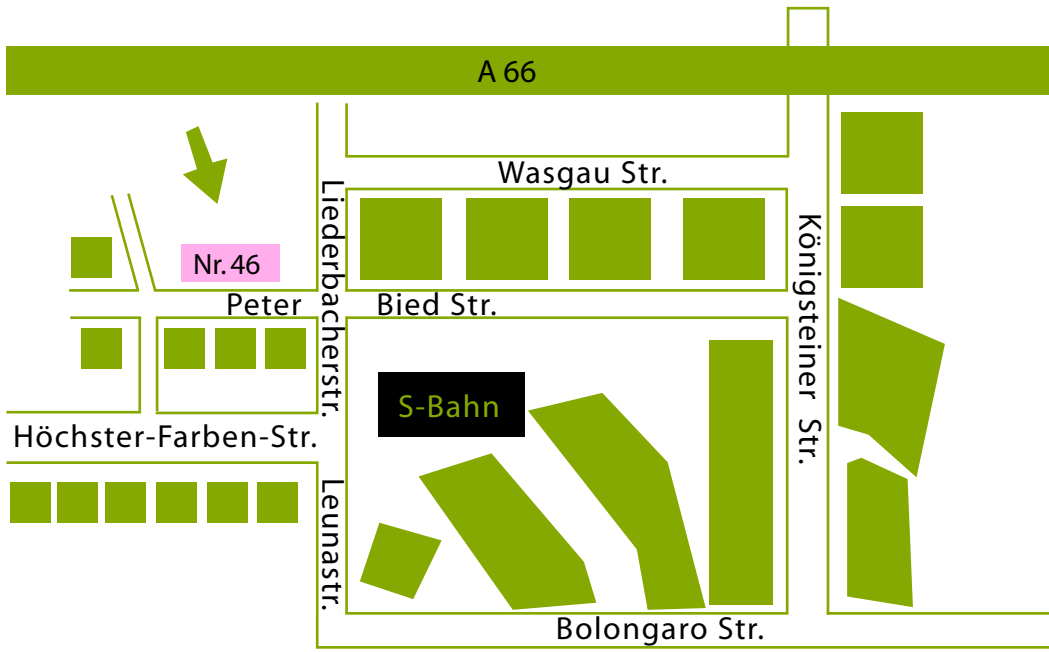 A 66
Wasgau Str.
Liederbacherstr.
Königsteiner Str.
Nr. 46
Peter Bied Str.
S-Bahn
Höchster-Farben-Str.
Leunastr.
Bolongaro Str.